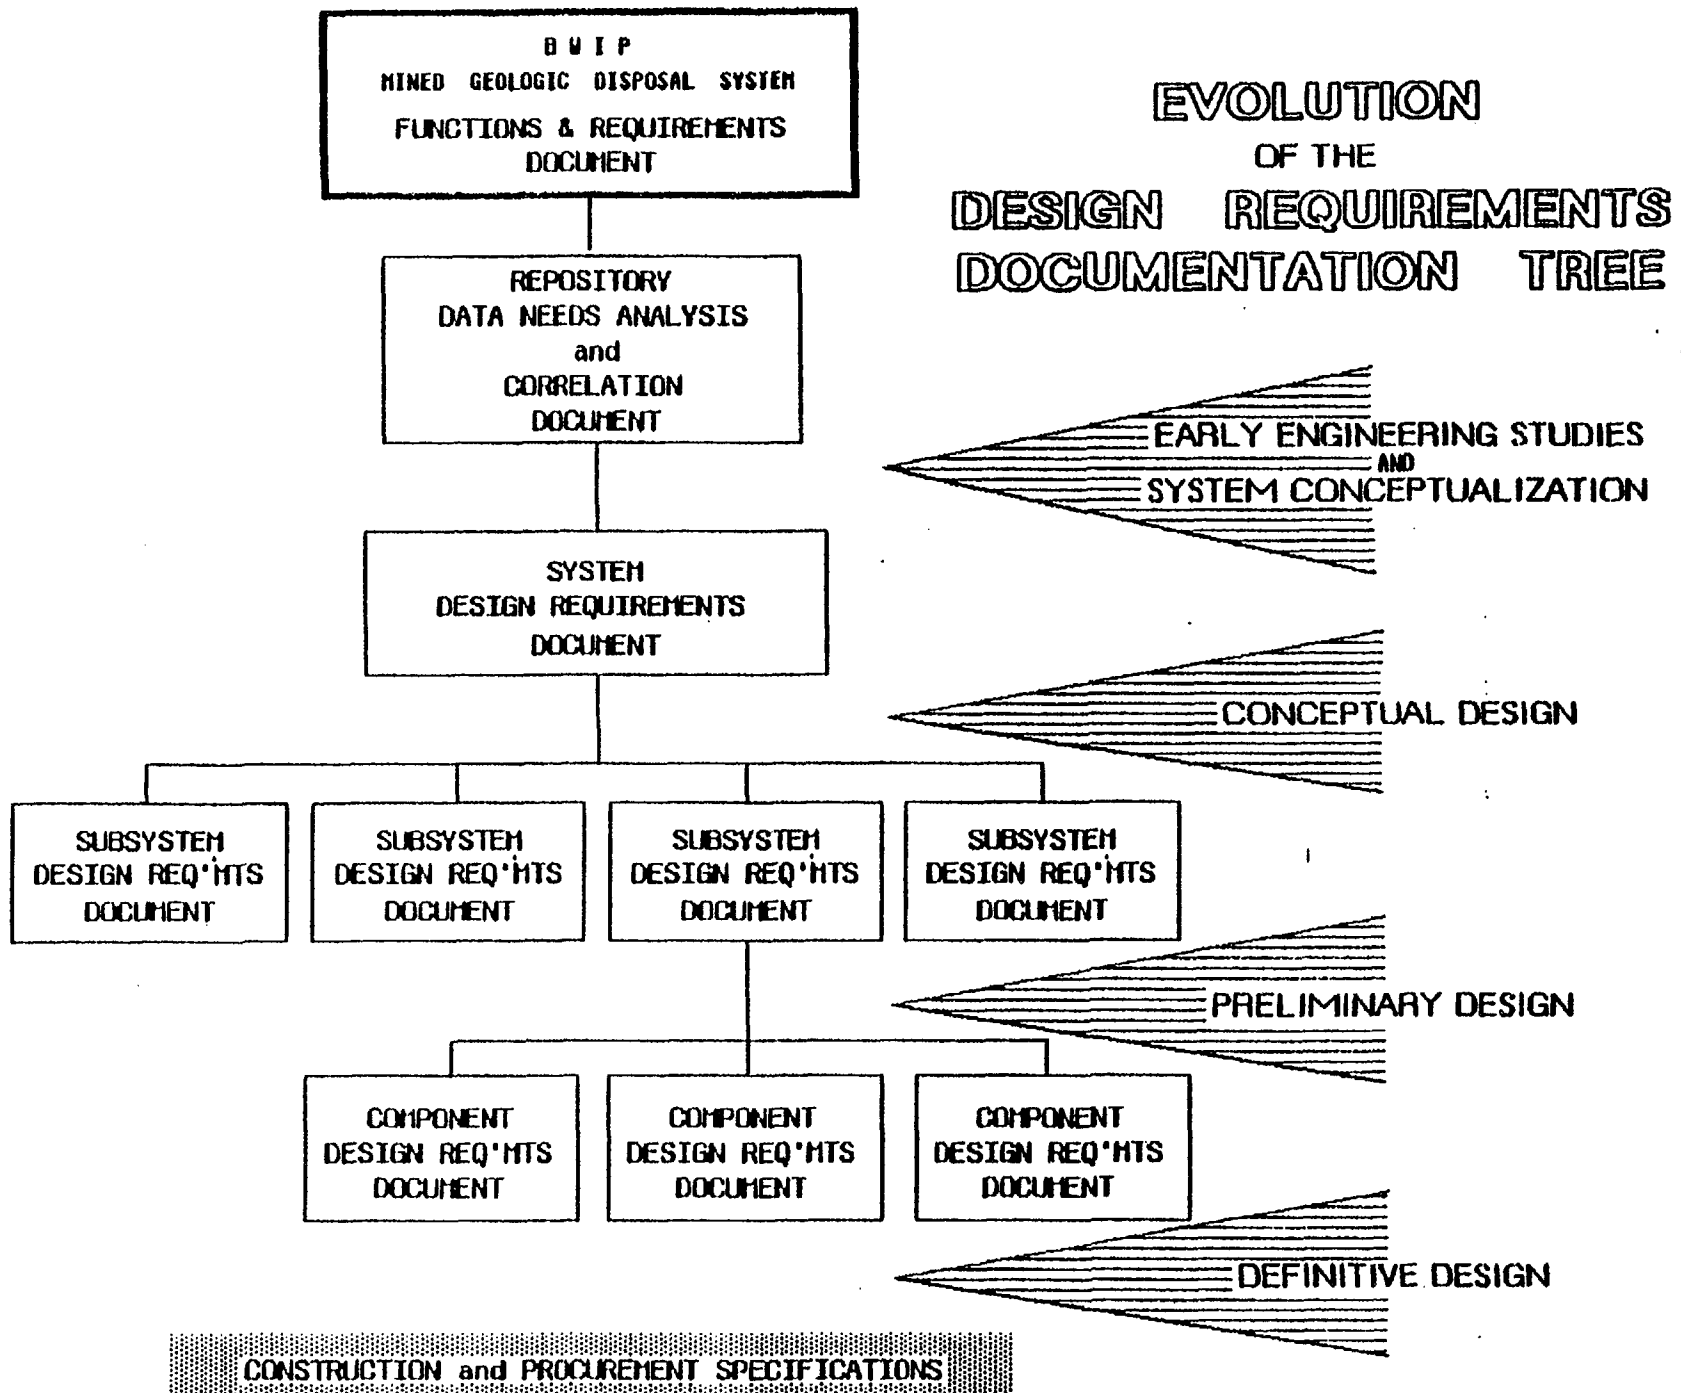 BWIP
MINED GEOLOGIC DISPOSAL SYSTEM
FUNCTIONS & REQUIREMENTS
DOCUMENT
EVOLUTION
OF THE
DESIGN REQUIREMENTS
DOCUMENTATION TREE
REPOSITORY
DATA NEEDS ANALYSIS
and
CORRELATION
DOCUMENT
EARLY ENGINEERING STUDIES
AND
SYSTEM CONCEPTUALIZATION
SYSTEM
DESIGN REQUIREMENTS
DOCUMENT
CONCEPTUAL DESIGN
SUBSYSTEM
DESIGN REQ'MTS
DOCUMENT
SUBSYSTEM
DESIGN REQ'MTS
DOCUMENT
SUBSYSTEM
DESIGN REQ'MTS
DOCUMENT
SUBSYSTEM
DESIGN REQ'MTS
DOCUMENT
PRELIMINARY DESIGN
COMPONENT
DESIGN REQ'MTS
DOCUMENT
COMPONENT
DESIGN REQ'MTS
DOCUMENT
COMPONENT
DESIGN REQ'MTS
DOCUMENT
DEFINITIVE DESIGN
CONSTRUCTION and PROCUREMENT SPECIFICATIONS